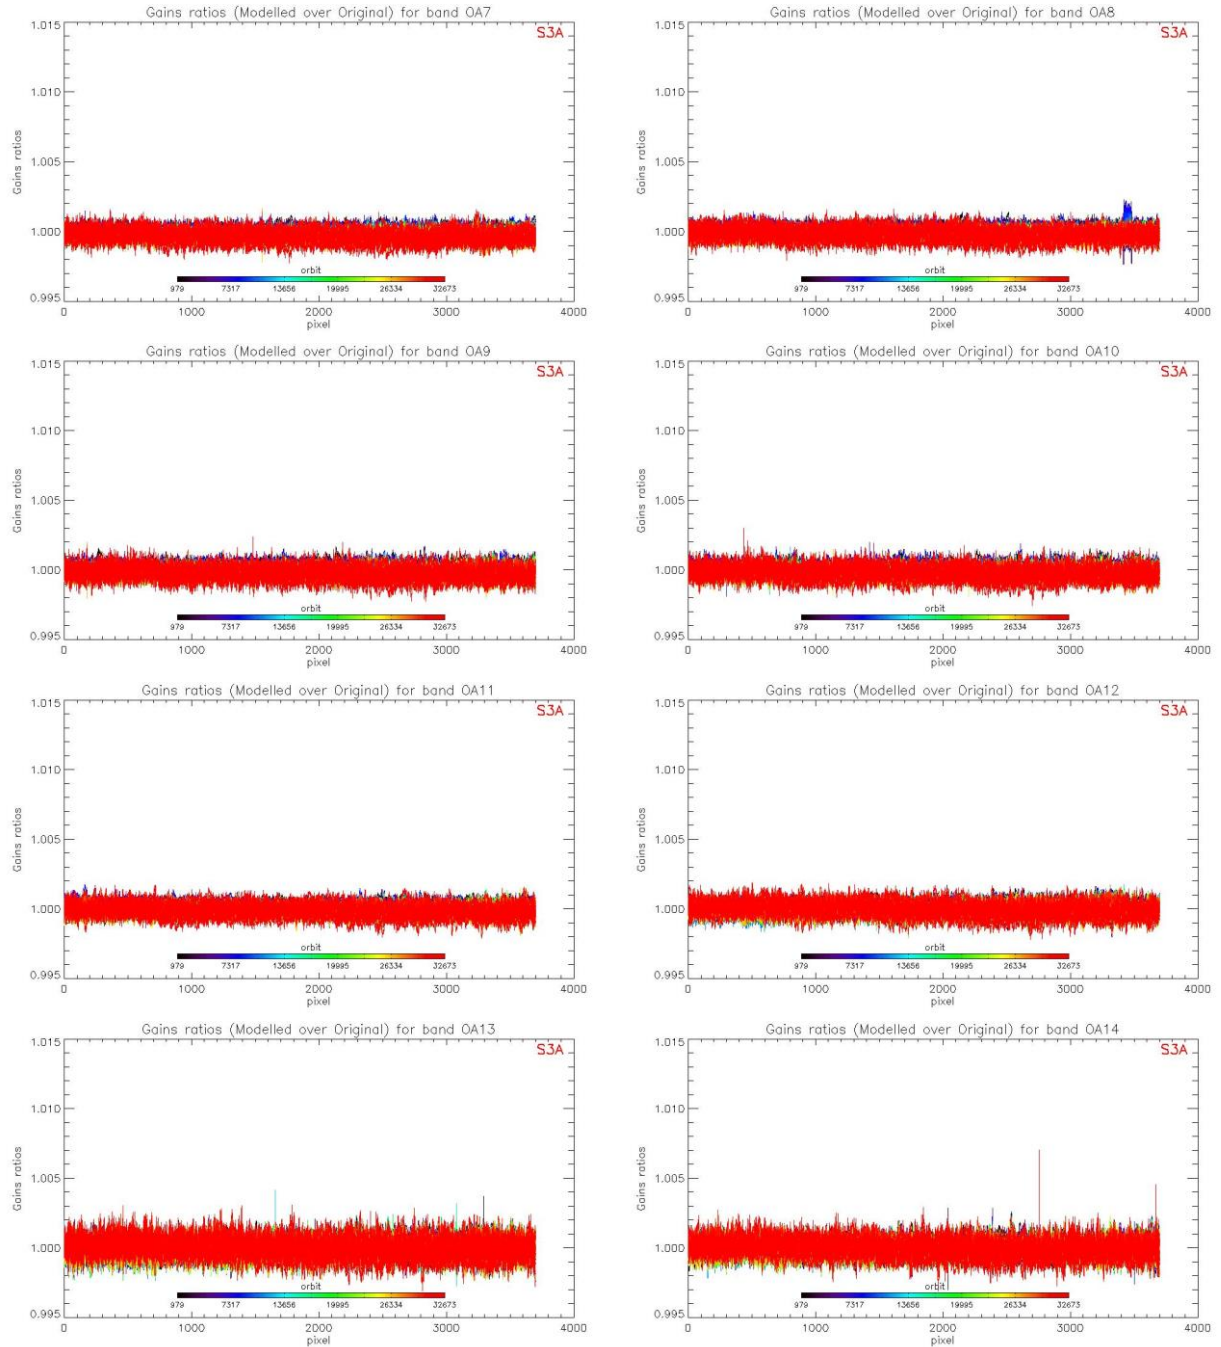 Gains ratios (Modelled over Original) for band OA7
S3A
1.015
1.010
1.005
1.000
0.995
Gains ratios
orbit
979 7317 13656 19995 26334 32673
0 1000 2000 3000 4000
pixel
Gains ratios (Modelled over Original) for band OA8
S3A
1.015
1.010
1.005
1.000
0.995
Gains ratios
orbit
979 7317 13656 19995 26334 32673
0 1000 2000 3000 4000
pixel
Gains ratios (Modelled over Original) for band OA9
S3A
1.015
1.010
1.005
1.000
0.995
Gains ratios
orbit
979 7317 13656 19995 26334 32673
0 1000 2000 3000 4000
pixel
Gains ratios (Modelled over Original) for band OA10
S3A
1.015
1.010
1.005
1.000
0.995
Gains ratios
orbit
979 7317 13656 19995 26334 32673
0 1000 2000 3000 4000
pixel
Gains ratios (Modelled over Original) for band OA11
S3A
1.015
1.010
1.005
1.000
0.995
Gains ratios
orbit
979 7317 13656 19995 26334 32673
0 1000 2000 3000 4000
pixel
Gains ratios (Modelled over Original) for band OA12
S3A
1.015
1.010
1.005
1.000
0.995
Gains ratios
orbit
979 7317 13656 19995 26334 32673
0 1000 2000 3000 4000
pixel
Gains ratios (Modelled over Original) for band OA13
S3A
1.015
1.010
1.005
1.000
0.995
Gains ratios
orbit
979 7317 13656 19995 26334 32673
0 1000 2000 3000 4000
pixel
Gains ratios (Modelled over Original) for band OA14
S3A
1.015
1.010
1.005
1.000
0.995
Gains ratios
orbit
979 7317 13656 19995 26334 32673
0 1000 2000 3000 4000
pixel